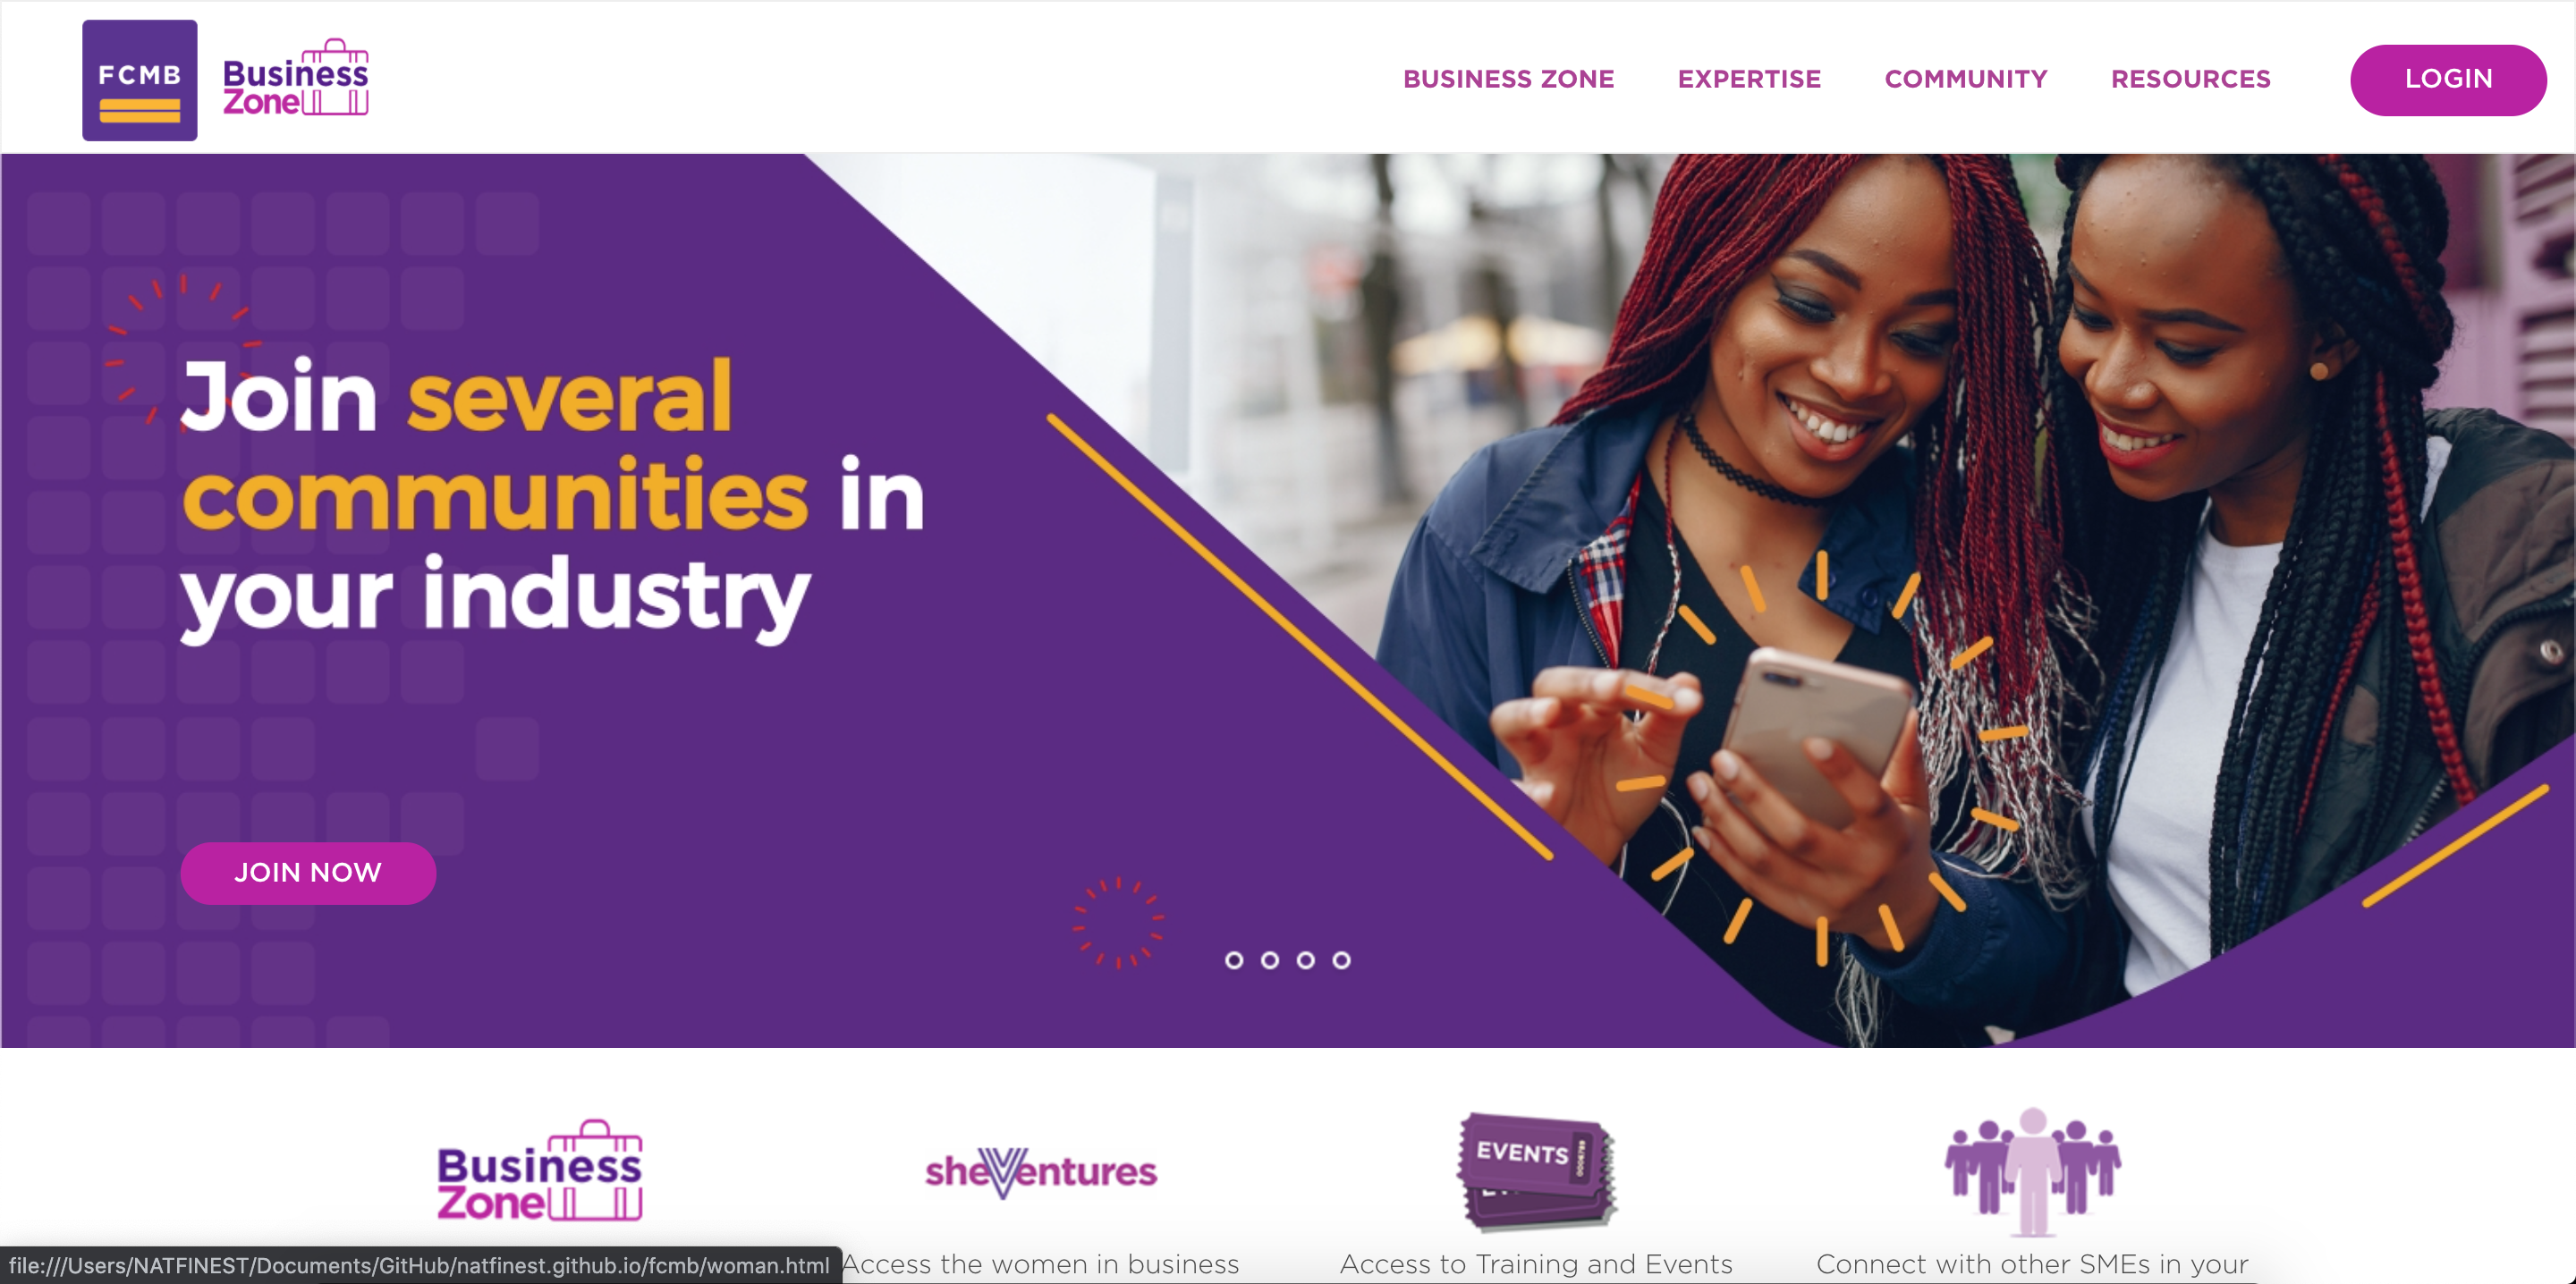 FCMB
Business
Zone
BUSINESS ZONE
EXPERTISE
COMMUNITY
RESOURCES
LOGIN
Join several
communities in
your industry
JOIN NOW
Business
Zone
sheVentures
EVENTS
Access the women in business
Access to Training and Events
Connect with other SMEs in your
file:///Users/NATFINEST/Documents/GitHub/natfinest.github.io/fcmb/woman.html